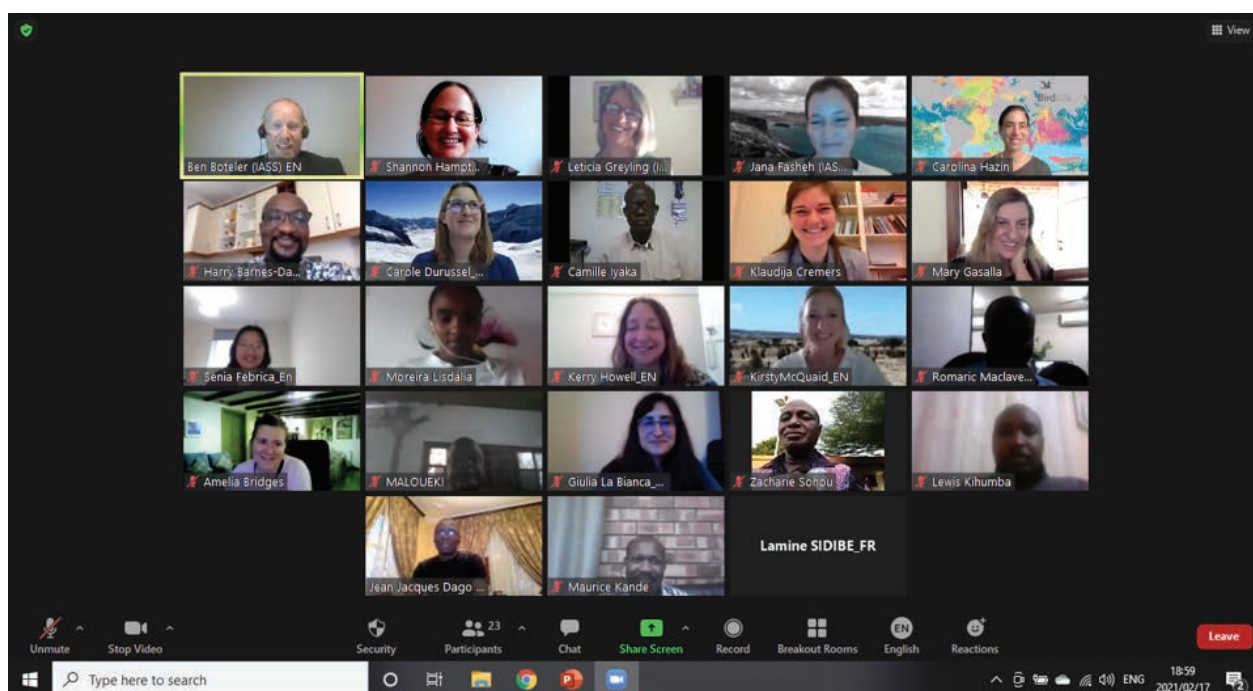 View
BirdLife
Ben Boteler (IASS) EN
Shannon Hampt...
Leticia Greyling (I...
Jana Fasheh (IAS...
Carolina Hazin
Harry Barnes-Da...
Carole Durussel_...
Camille Iyaka
Klaudija Cremers
Mary Gasalla
Senia Febrica_En
Moreira Lisdália
Kerry Howell_EN
KirstyMcQuaid_EN
Romaric Maclave...
Amelia Bridges
MALOUEKI
Giulia La Bianca_...
Zacharie Sohou
Lewis Kihumba
Jean Jacques Dago ...
Maurice Kande
Lamine SIDIBE_FR
Unmute
Stop Video
Security
23
Participants
Chat
Share Screen
Record
Breakout Rooms
EN
English
Reactions
Leave
Type here to search
ENG
18:59
2021/02/17
2